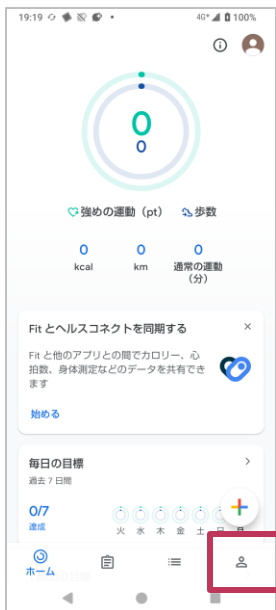 19:19
4G+
100%
0
0
強めの運動（pt）
歩数
0
0
0
kcal
km
通常の運動
（分）
Fit とヘルスコネクトを同期する
×
Fit と他のアプリとの間でカロリー、心
拍数、身体測定などのデータを共有でき
ます
始める
毎日の目標
過去 7 日間
0/7
達成
火 水 木 金 土 日 月
ホーム